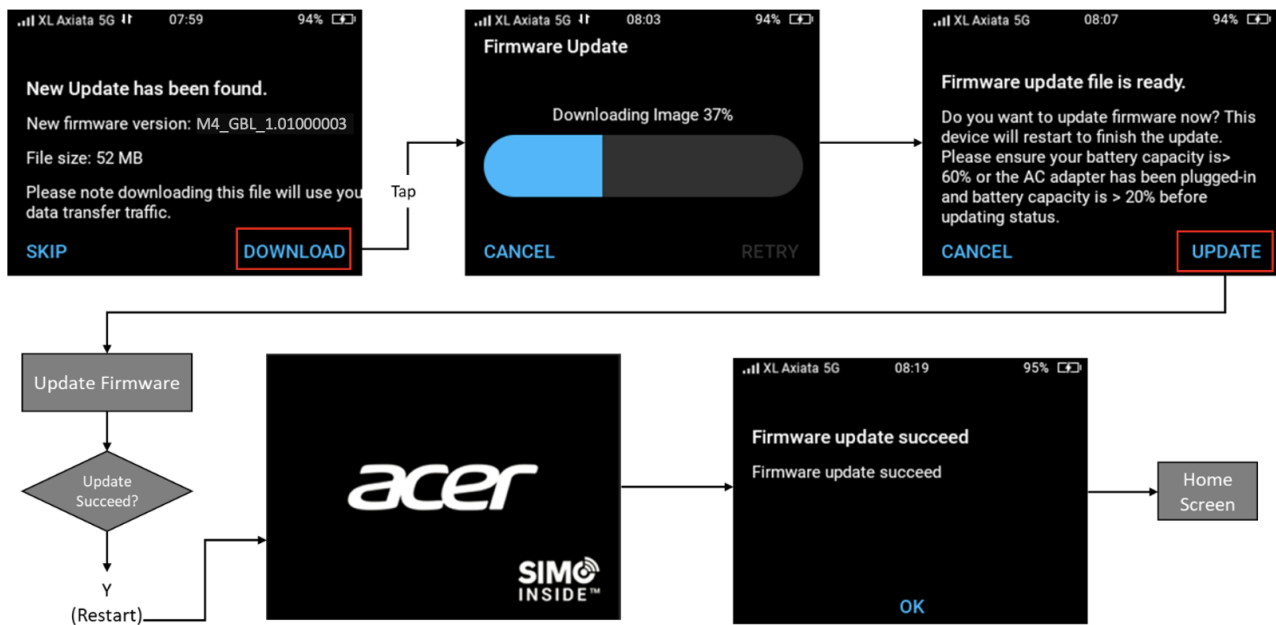 XL Axiata 5G 07:59 94%
New Update has been found.
New firmware version: M4_GBL_1.01000003
File size: 52 MB
Please note downloading this file will use you
data transfer traffic.
SKIP DOWNLOAD
Tap
XL Axiata 5G 08:03 94%
Firmware Update
Downloading Image 37%
CANCEL RETRY
XL Axiata 5G 08:07 94%
Firmware update file is ready.
Do you want to update firmware now? This
device will restart to finish the update.
Please ensure your battery capacity is>
60% or the AC adapter has been plugged-in
and battery capacity is > 20% before
updating status.
CANCEL UPDATE
Update Firmware
Update
Succeed?
Y
(Restart)
acer
SIMO
INSIDE™
XL Axiata 5G 08:19 95%
Firmware update succeed
Firmware update succeed
OK
Home
Screen